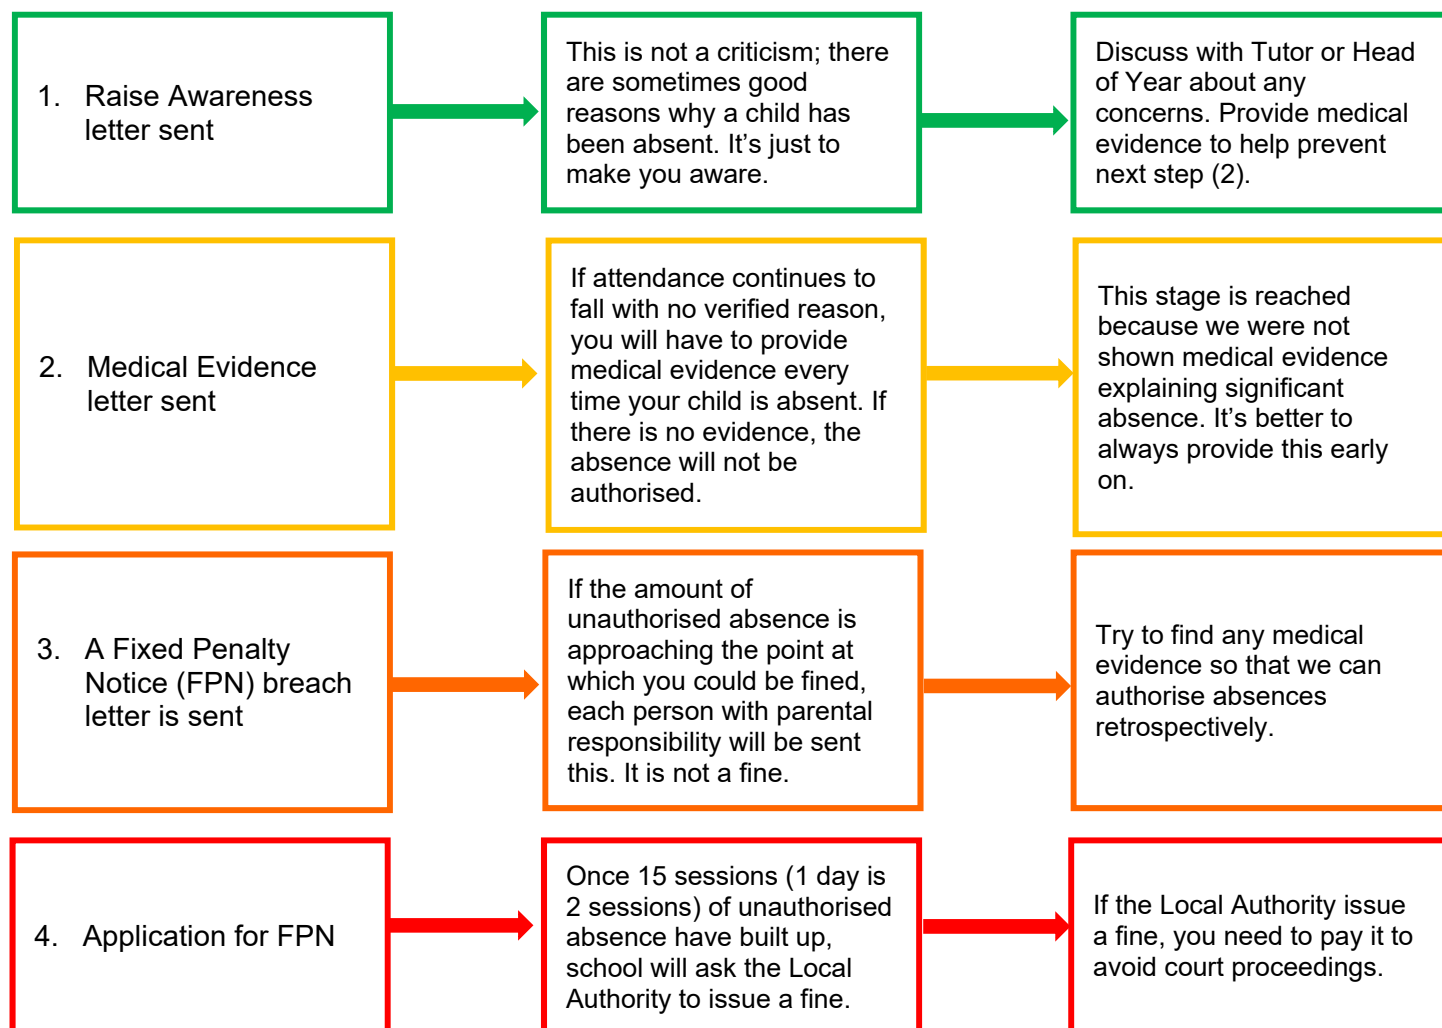 1. Raise Awareness
letter sent
This is not a criticism; there
are sometimes good
reasons why a child has
been absent. It’s just to
make you aware.
Discuss with Tutor or Head
of Year about any
concerns. Provide medical
evidence to help prevent
next step (2).
2. Medical Evidence
letter sent
If attendance continues to
fall with no verified reason,
you will have to provide
medical evidence every
time your child is absent. If
there is no evidence, the
absence will not be
authorised.
This stage is reached
because we were not
shown medical evidence
explaining significant
absence. It’s better to
always provide this early
on.
3. A Fixed Penalty
Notice (FPN) breach
letter is sent
If the amount of
unauthorised absence is
approaching the point at
which you could be fined,
each person with parental
responsibility will be sent
this. It is not a fine.
Try to find any medical
evidence so that we can
authorise absences
retrospectively.
4. Application for FPN
Once 15 sessions (1 day is
2 sessions) of unauthorised
absence have built up,
school will ask the Local
Authority to issue a fine.
If the Local Authority issue
a fine, you need to pay it to
avoid court proceedings.